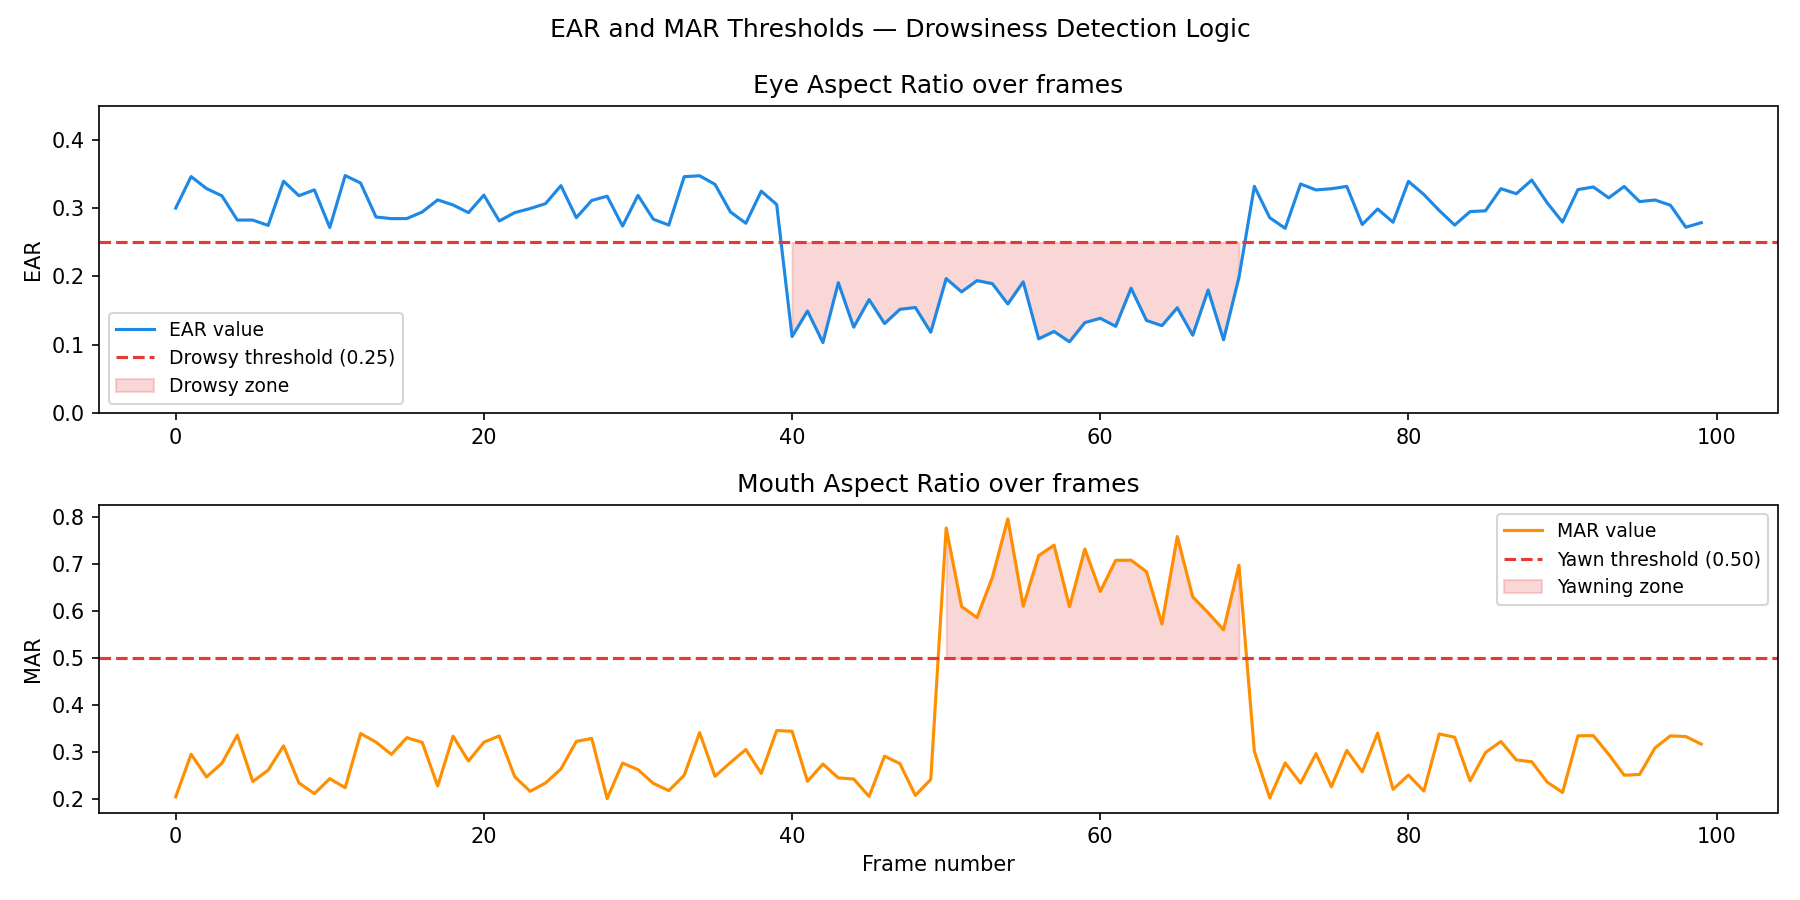 EAR and MAR Thresholds — Drowsiness Detection Logic
Eye Aspect Ratio over frames
EAR
0.4
0.3
0.2
0.1
0.0
EAR value
Drowsy threshold (0.25)
Drowsy zone
0 20 40 60 80 100
Mouth Aspect Ratio over frames
MAR
0.8
0.7
0.6
0.5
0.4
0.3
0.2
MAR value
Yawn threshold (0.50)
Yawning zone
0 20 40 60 80 100
Frame number